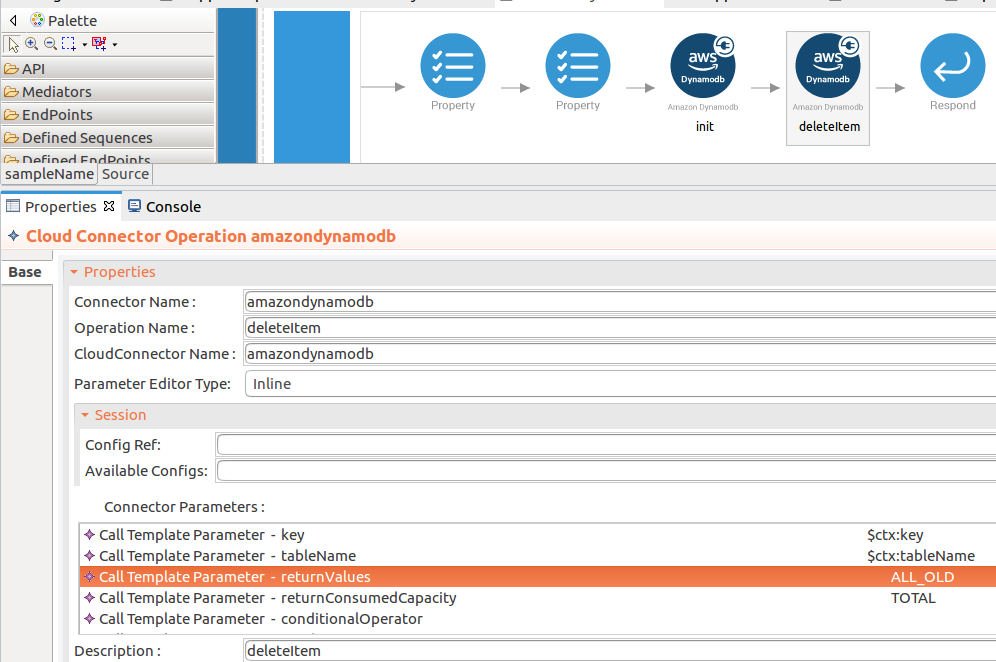 Palette
API
Mediators
EndPoints
Defined Sequences
Defined EndPoints
Property
Property
aws
Dynamodb
Amazon Dynamodb
init
aws
Dynamodb
Amazon Dynamodb
deleteItem
Respond
sampleName Source
Properties Console
Cloud Connector Operation amazondynamodb
Base
Properties
Connector Name : amazondynamodb
Operation Name : deleteItem
CloudConnector Name : amazondynamodb
Parameter Editor Type: Inline
Session
Config Ref:
Available Configs:
Connector Parameters :
Call Template Parameter - key $ctx:key
Call Template Parameter - tableName $ctx:tableName
Call Template Parameter - returnValues ALL_OLD
Call Template Parameter - returnConsumedCapacity TOTAL
Call Template Parameter - conditionalOperator
Description : deleteItem